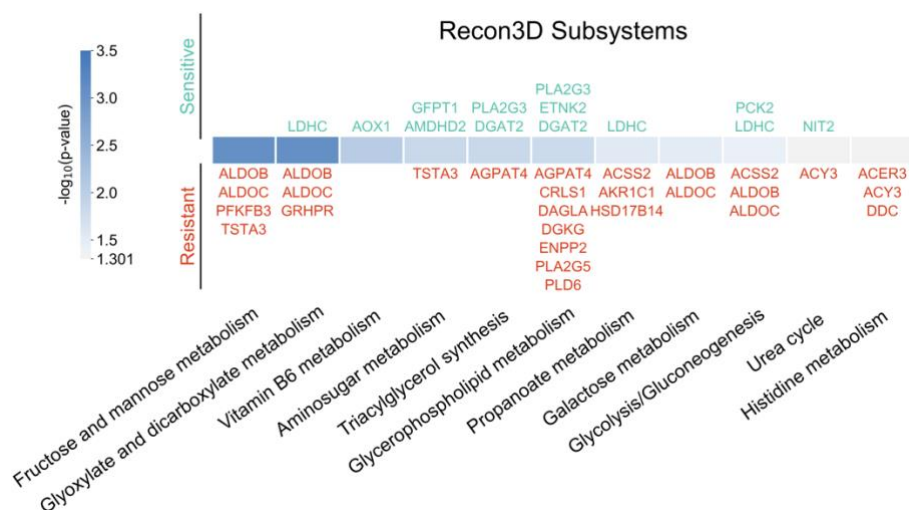 Recon3D Subsystems
-log10(p-value)
3.5
3.0
2.5
2.0
1.5
1.301
Sensitive
PLA2G3
GFPT1 PLA2G3 ETNK2 PCK2
LDHC AOX1 AMDHD2 DGAT2 DGAT2 LDHC LDHC NIT2
Resistant
ALDOB ALDOB TSTA3 AGPAT4 AGPAT4 ACSS2 ALDOB ACSS2 ACY3 ACER3
ALDOC ALDOC CRLS1 AKR1C1 ALDOC ALDOB ACY3
PFKFB3 GRHPR DAGLA HSD17B14 ALDOC DDC
TSTA3 DGKG
ENPP2
PLA2G5
PLD6
Fructose and mannose metabolism
Glyoxylate and dicarboxylate metabolism
Vitamin B6 metabolism
Aminosugar metabolism
Triacylglycerol synthesis
Glycerophospholipid metabolism
Propanoate metabolism
Galactose metabolism
Glycolysis/Gluconeogenesis
Urea cycle
Histidine metabolism